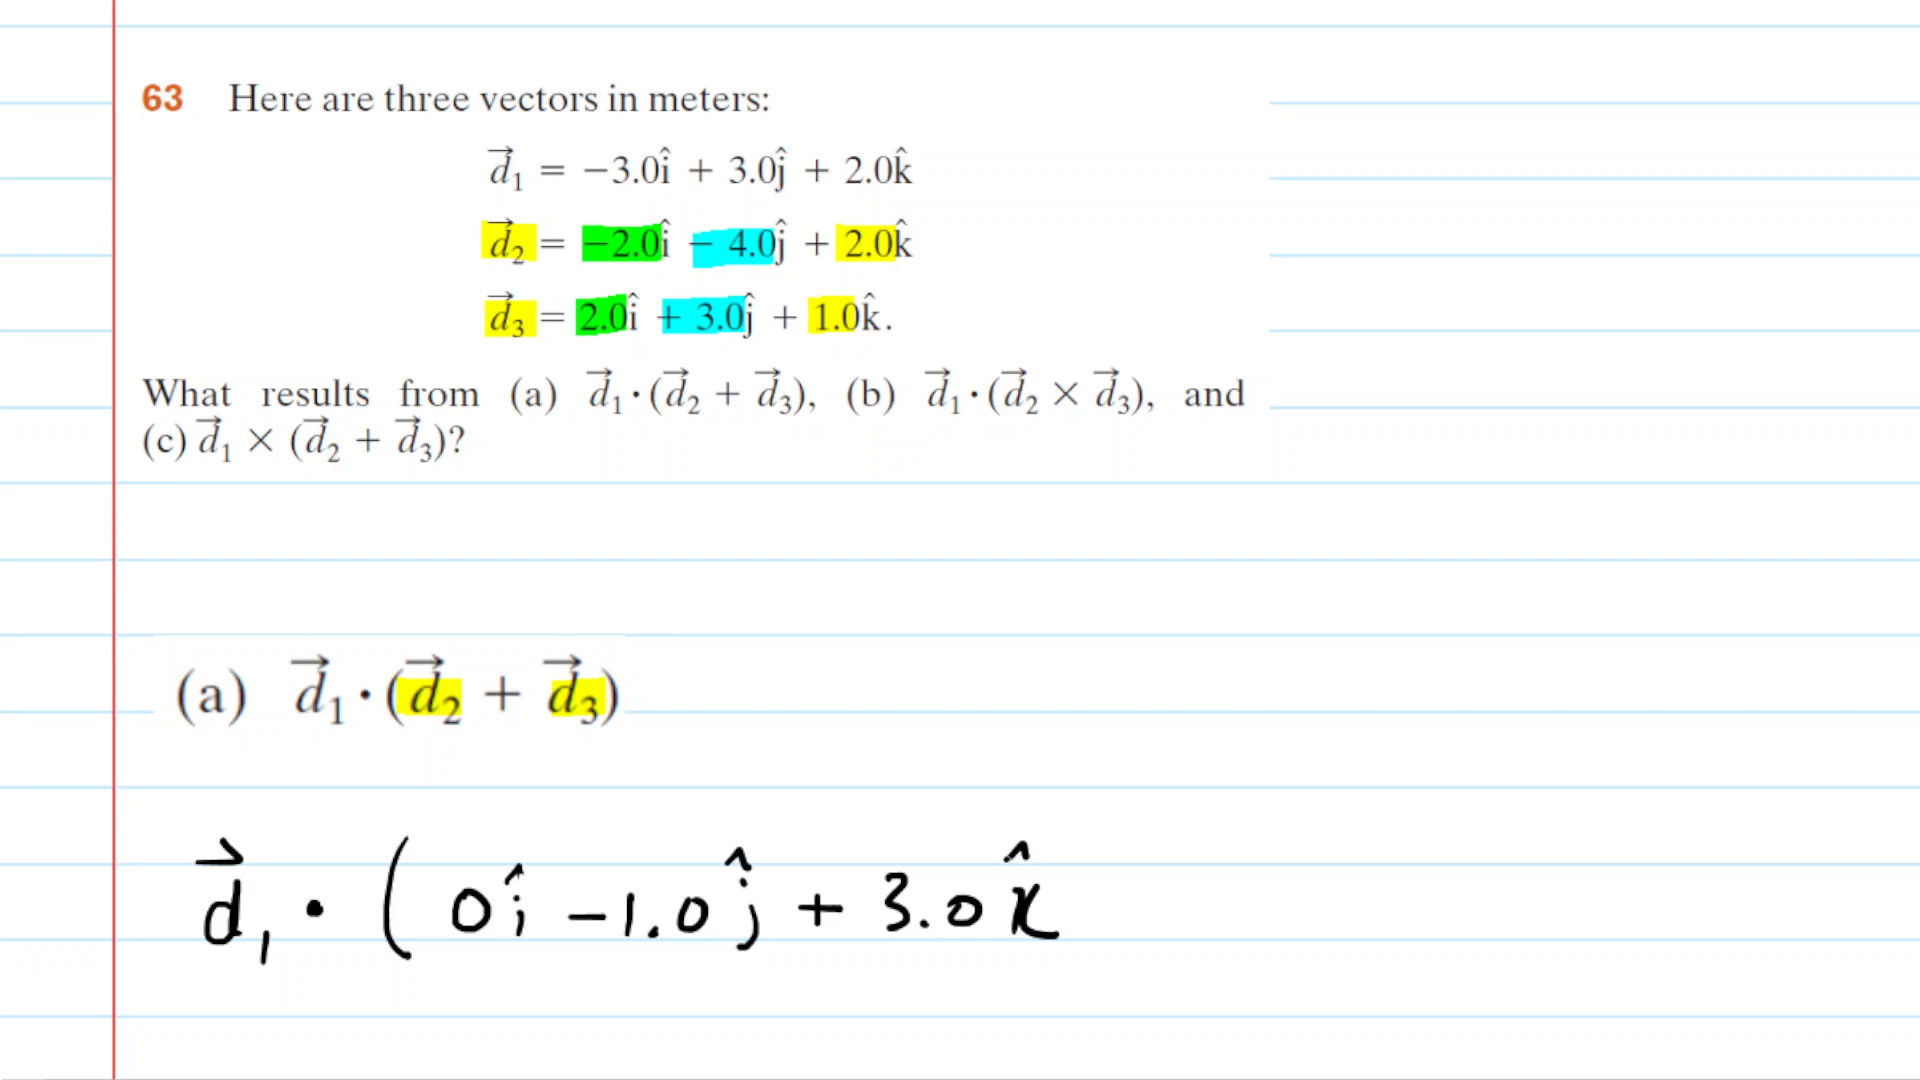 63 Here are three vectors in meters:
d⃗₁ = −3.0î + 3.0ĵ + 2.0k̂
d⃗₂ = −2.0î − 4.0ĵ + 2.0k̂
d⃗₃ = 2.0î + 3.0ĵ + 1.0k̂.
What results from (a) d⃗₁ · (d⃗₂ + d⃗₃), (b) d⃗₁ · (d⃗₂ × d⃗₃), and
(c) d⃗₁ × (d⃗₂ + d⃗₃)?
(a) d⃗₁ · (d⃗₂ + d⃗₃)
d⃗₁ · ( 0î −1.0ĵ + 3.0k̂